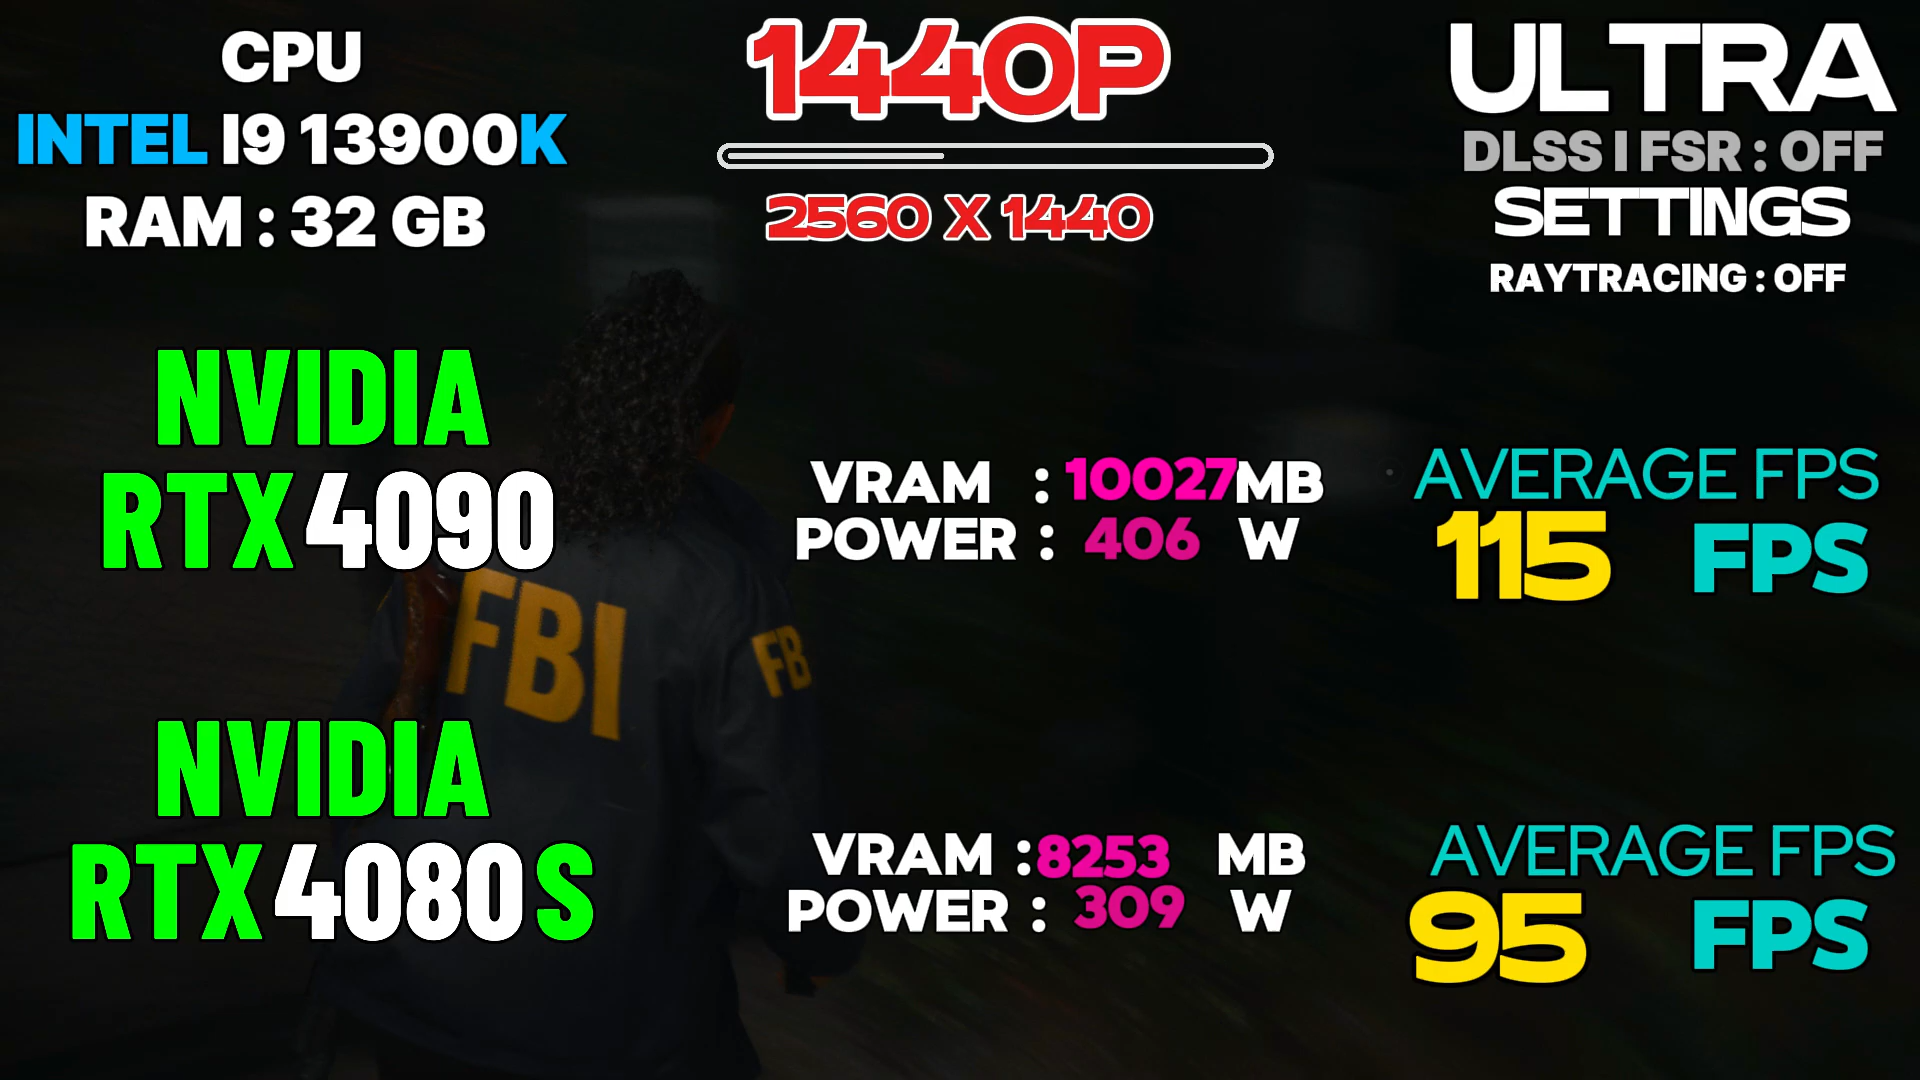 CPU
INTEL I9 13900K
RAM : 32 GB
1440P
2560 X 1440
ULTRA
DLSS I FSR : OFF
SETTINGS
RAYTRACING : OFF
NVIDIA
RTX 4090
VRAM : 10027MB
POWER : 406 W
AVERAGE FPS
115 FPS
FBI
FB
NVIDIA
RTX 4080 S
VRAM : 8253 MB
POWER : 309 W
AVERAGE FPS
95 FPS